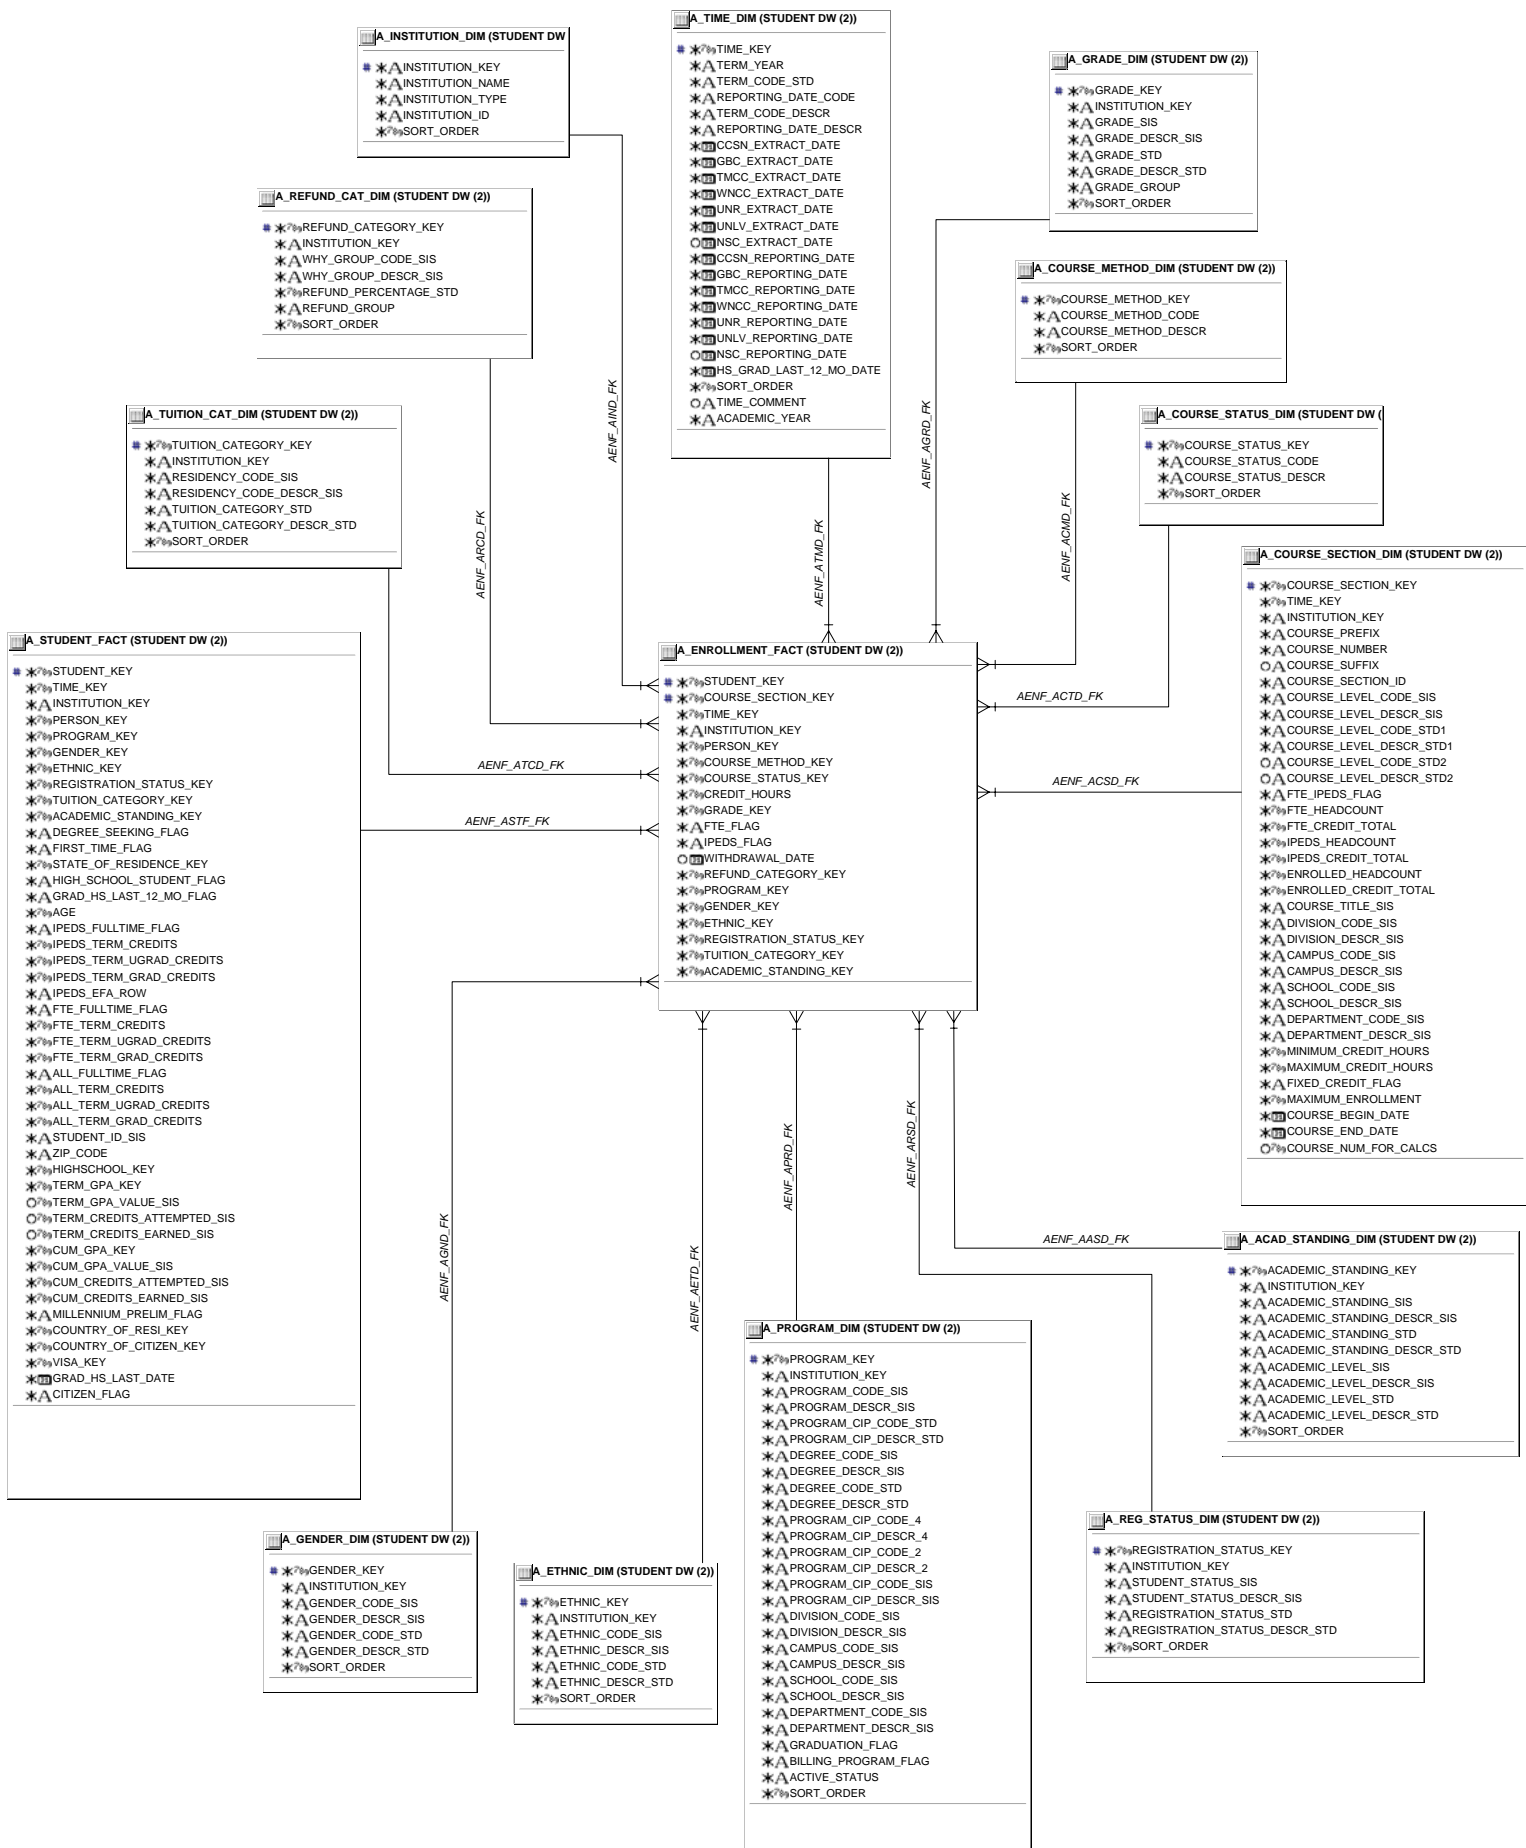 A_INSTITUTION_DIM (STUDENT DW
INSTITUTION_KEY
INSTITUTION_NAME
INSTITUTION_TYPE
INSTITUTION_ID
SORT_ORDER
A_TIME_DIM (STUDENT DW (2))
TIME_KEY
TERM_YEAR
TERM_CODE_STD
REPORTING_DATE_CODE
TERM_CODE_DESCR
REPORTING_DATE_DESCR
CCSN_EXTRACT_DATE
GBC_EXTRACT_DATE
TMCC_EXTRACT_DATE
WNCC_EXTRACT_DATE
UNR_EXTRACT_DATE
UNLV_EXTRACT_DATE
NSC_EXTRACT_DATE
CCSN_REPORTING_DATE
GBC_REPORTING_DATE
TMCC_REPORTING_DATE
WNCC_REPORTING_DATE
UNR_REPORTING_DATE
UNLV_REPORTING_DATE
NSC_REPORTING_DATE
HS_GRAD_LAST_12_MO_DATE
SORT_ORDER
TIME_COMMENT
ACADEMIC_YEAR
A_GRADE_DIM (STUDENT DW (2))
GRADE_KEY
INSTITUTION_KEY
GRADE_SIS
GRADE_DESCR_SIS
GRADE_STD
GRADE_DESCR_STD
GRADE_GROUP
SORT_ORDER
A_REFUND_CAT_DIM (STUDENT DW (2))
REFUND_CATEGORY_KEY
INSTITUTION_KEY
WHY_GROUP_CODE_SIS
WHY_GROUP_DESCR_SIS
REFUND_PERCENTAGE_STD
REFUND_GROUP
SORT_ORDER
A_COURSE_METHOD_DIM (STUDENT DW (2))
COURSE_METHOD_KEY
COURSE_METHOD_CODE
COURSE_METHOD_DESCR
SORT_ORDER
A_TUITION_CAT_DIM (STUDENT DW (2))
TUITION_CATEGORY_KEY
INSTITUTION_KEY
RESIDENCY_CODE_SIS
RESIDENCY_CODE_DESCR_SIS
TUITION_CATEGORY_STD
TUITION_CATEGORY_DESCR_STD
SORT_ORDER
A_COURSE_STATUS_DIM (STUDENT DW (
COURSE_STATUS_KEY
COURSE_STATUS_CODE
COURSE_STATUS_DESCR
SORT_ORDER
AENF_AIND_FK
AENF_ARCD_FK
AENF_ATMD_FK
AENF_AGRD_FK
AENF_ACMD_FK
AENF_ACTD_FK
AENF_ATCD_FK
AENF_ACSD_FK
AENF_ASTF_FK
A_STUDENT_FACT (STUDENT DW (2))
STUDENT_KEY
TIME_KEY
INSTITUTION_KEY
PERSON_KEY
PROGRAM_KEY
GENDER_KEY
ETHNIC_KEY
REGISTRATION_STATUS_KEY
TUITION_CATEGORY_KEY
ACADEMIC_STANDING_KEY
DEGREE_SEEKING_FLAG
FIRST_TIME_FLAG
STATE_OF_RESIDENCE_KEY
HIGH_SCHOOL_STUDENT_FLAG
GRAD_HS_LAST_12_MO_FLAG
AGE
IPEDS_FULLTIME_FLAG
IPEDS_TERM_CREDITS
IPEDS_TERM_UGRAD_CREDITS
IPEDS_TERM_GRAD_CREDITS
IPEDS_EFA_ROW
FTE_FULLTIME_FLAG
FTE_TERM_CREDITS
FTE_TERM_UGRAD_CREDITS
FTE_TERM_GRAD_CREDITS
ALL_FULLTIME_FLAG
ALL_TERM_CREDITS
ALL_TERM_UGRAD_CREDITS
ALL_TERM_GRAD_CREDITS
STUDENT_ID_SIS
ZIP_CODE
HIGHSCHOOL_KEY
TERM_GPA_KEY
TERM_GPA_VALUE_SIS
TERM_CREDITS_ATTEMPTED_SIS
TERM_CREDITS_EARNED_SIS
CUM_GPA_KEY
CUM_GPA_VALUE_SIS
CUM_CREDITS_ATTEMPTED_SIS
CUM_CREDITS_EARNED_SIS
MILLENNIUM_PRELIM_FLAG
COUNTRY_OF_RESI_KEY
COUNTRY_OF_CITIZEN_KEY
VISA_KEY
GRAD_HS_LAST_DATE
CITIZEN_FLAG
A_ENROLLMENT_FACT (STUDENT DW (2))
STUDENT_KEY
COURSE_SECTION_KEY
TIME_KEY
INSTITUTION_KEY
PERSON_KEY
COURSE_METHOD_KEY
COURSE_STATUS_KEY
CREDIT_HOURS
GRADE_KEY
FTE_FLAG
IPEDS_FLAG
WITHDRAWAL_DATE
REFUND_CATEGORY_KEY
PROGRAM_KEY
GENDER_KEY
ETHNIC_KEY
REGISTRATION_STATUS_KEY
TUITION_CATEGORY_KEY
ACADEMIC_STANDING_KEY
A_COURSE_SECTION_DIM (STUDENT DW (2))
COURSE_SECTION_KEY
TIME_KEY
INSTITUTION_KEY
COURSE_PREFIX
COURSE_NUMBER
COURSE_SUFFIX
COURSE_SECTION_ID
COURSE_LEVEL_CODE_SIS
COURSE_LEVEL_DESCR_SIS
COURSE_LEVEL_CODE_STD1
COURSE_LEVEL_DESCR_STD1
COURSE_LEVEL_CODE_STD2
COURSE_LEVEL_DESCR_STD2
FTE_IPEDS_FLAG
FTE_HEADCOUNT
FTE_CREDIT_TOTAL
IPEDS_HEADCOUNT
IPEDS_CREDIT_TOTAL
ENROLLED_HEADCOUNT
ENROLLED_CREDIT_TOTAL
COURSE_TITLE_SIS
DIVISION_CODE_SIS
DIVISION_DESCR_SIS
CAMPUS_CODE_SIS
CAMPUS_DESCR_SIS
SCHOOL_CODE_SIS
SCHOOL_DESCR_SIS
DEPARTMENT_CODE_SIS
DEPARTMENT_DESCR_SIS
MINIMUM_CREDIT_HOURS
MAXIMUM_CREDIT_HOURS
FIXED_CREDIT_FLAG
MAXIMUM_ENROLLMENT
COURSE_BEGIN_DATE
COURSE_END_DATE
COURSE_NUM_FOR_CALCS
AENF_AGND_FK
AENF_AETD_FK
AENF_APRD_FK
AENF_ARSD_FK
AENF_AASD_FK
A_ACAD_STANDING_DIM (STUDENT DW (2))
ACADEMIC_STANDING_KEY
INSTITUTION_KEY
ACADEMIC_STANDING_SIS
ACADEMIC_STANDING_DESCR_SIS
ACADEMIC_STANDING_STD
ACADEMIC_STANDING_DESCR_STD
ACADEMIC_LEVEL_SIS
ACADEMIC_LEVEL_DESCR_SIS
ACADEMIC_LEVEL_STD
ACADEMIC_LEVEL_DESCR_STD
SORT_ORDER
A_PROGRAM_DIM (STUDENT DW (2))
PROGRAM_KEY
INSTITUTION_KEY
PROGRAM_CODE_SIS
PROGRAM_DESCR_SIS
PROGRAM_CIP_CODE_STD
PROGRAM_CIP_DESCR_STD
DEGREE_CODE_SIS
DEGREE_DESCR_SIS
DEGREE_CODE_STD
DEGREE_DESCR_STD
PROGRAM_CIP_CODE_4
PROGRAM_CIP_DESCR_4
PROGRAM_CIP_CODE_2
PROGRAM_CIP_DESCR_2
PROGRAM_CIP_CODE_SIS
PROGRAM_CIP_DESCR_SIS
DIVISION_CODE_SIS
DIVISION_DESCR_SIS
CAMPUS_CODE_SIS
CAMPUS_DESCR_SIS
SCHOOL_CODE_SIS
SCHOOL_DESCR_SIS
DEPARTMENT_CODE_SIS
DEPARTMENT_DESCR_SIS
GRADUATION_FLAG
BILLING_PROGRAM_FLAG
ACTIVE_STATUS
SORT_ORDER
A_REG_STATUS_DIM (STUDENT DW (2))
REGISTRATION_STATUS_KEY
INSTITUTION_KEY
STUDENT_STATUS_SIS
STUDENT_STATUS_DESCR_SIS
REGISTRATION_STATUS_STD
REGISTRATION_STATUS_DESCR_STD
SORT_ORDER
A_GENDER_DIM (STUDENT DW (2))
GENDER_KEY
INSTITUTION_KEY
GENDER_CODE_SIS
GENDER_DESCR_SIS
GENDER_CODE_STD
GENDER_DESCR_STD
SORT_ORDER
A_ETHNIC_DIM (STUDENT DW (2))
ETHNIC_KEY
INSTITUTION_KEY
ETHNIC_CODE_SIS
ETHNIC_DESCR_SIS
ETHNIC_CODE_STD
ETHNIC_DESCR_STD
SORT_ORDER